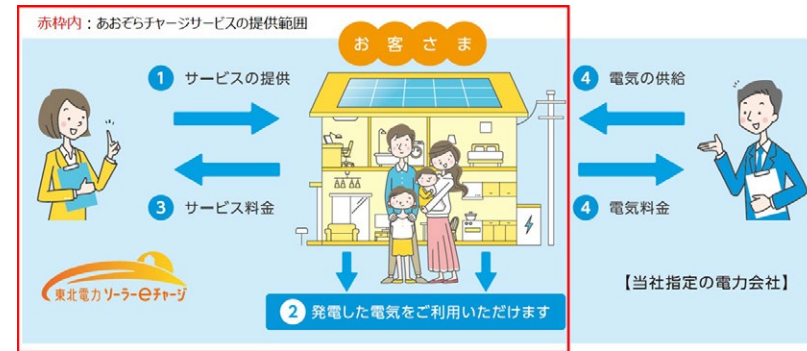 赤枠内：あおぞらチャージサービスの提供範囲
お客さま
1 サービスの提供
4 電気の供給
3 サービス料金
4 電気料金
東北電力ソーラーeチャージ
【当社指定の電力会社】
2 発電した電気をご利用いただけます